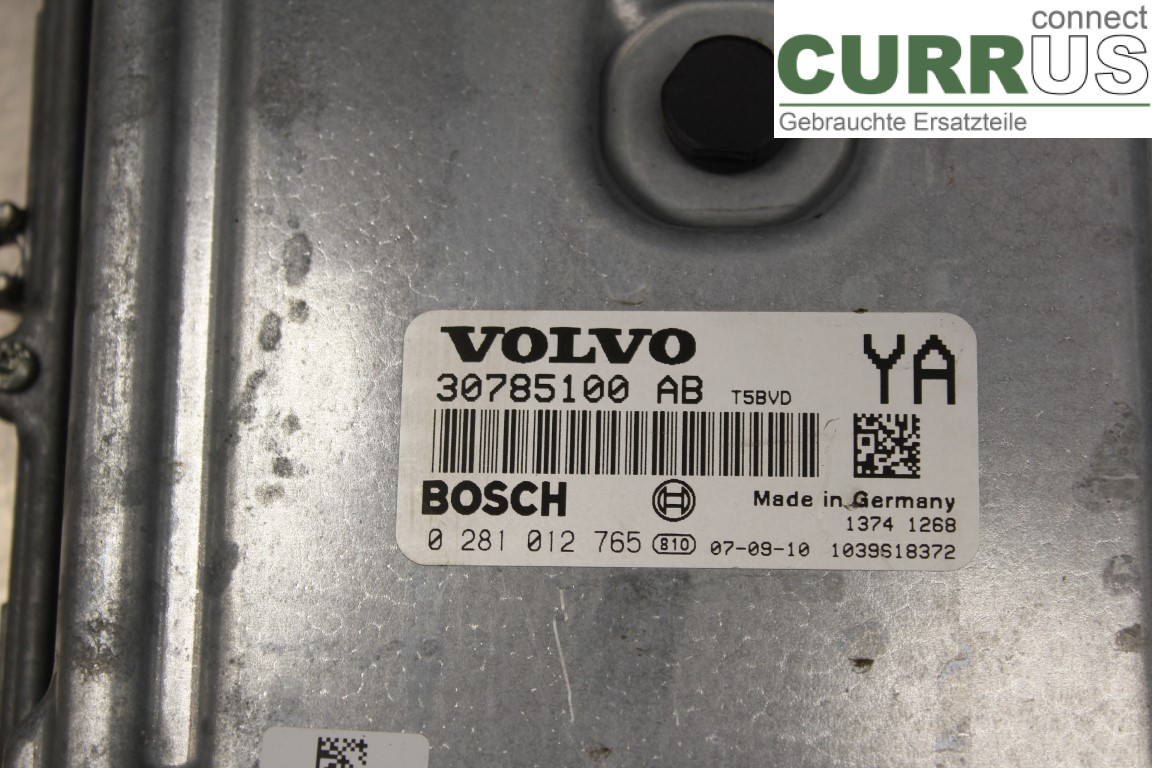 connect
CURRUS
Gebrauchte Ersatzteile
VOLVO
YA
30785100 AB T5BVD
BOSCH
Made in Germany
1374 1268
0 281 012 765 810 07-09-10 1039S18372